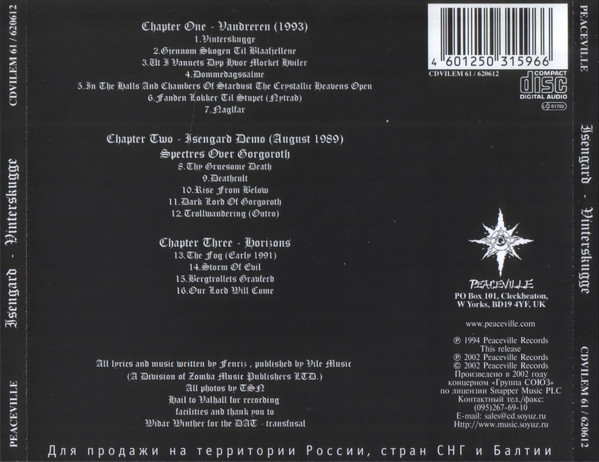 CDVILEM 61 / 620612
Isengard - Vinterskugge
PEACEVILLE
Chapter One - Vandreren (1993)
1.Vinterskugge
2.Gjennom Skogen Til Blaafjellene
3.Ut I Vannets Dyp Hvor Morket Hviler
4.Dommedagssalme
5.In The Halls And Chambers Of Stardust The Crystallic Heavens Open
6.Fanden Lokker Til Stupet (Nytrad)
7.Naglfar
Chapter Two - Isengard Demo (August 1989)
Spectres Over Gorgoroth
8.Thy Gruesome Death
9.Deathcult
10.Rise From Below
11.Dark Lord Of Gorgoroth
12.Trollwandering (Outro)
Chapter Three - Horizons
13.The Fog (Early 1991)
14.Storm Of Evil
15.Bergtrollets Gravferd
16.Our Lord Will Come
All lyrics and music written by Fenriz , published by Vile Music
(A Division of Zomba Music Publishers LTD.)
All photos by TSN
Hail to Valhall for recording
facilities and thank you to
Widar Winther for the DAT - transfusal
4 601250 315966
CDVILEM 61 / 620612
COMPACT
disc
DIGITAL AUDIO
PEACEVILLE
PO Box 101, Cleckheaton,
W Yorks, BD19 4YF, UK
www.peaceville.com
℗ 1994 Peaceville Records
This release
℗ 2002 Peaceville Records
© 2002 Peaceville Records
Произведено в 2002 году
концерном «Группа СОЮЗ»
по лицензии Snapper Music PLC
Контактный тел./факс:
(095)267-69-10
E-mail: sales@cd.soyuz.ru
Http://www.music.soyuz.ru
Для продажи на территории России, стран СНГ и Балтии
PEACEVILLE
Isengard - Vinterskugge
CDVILEM 61 / 620612